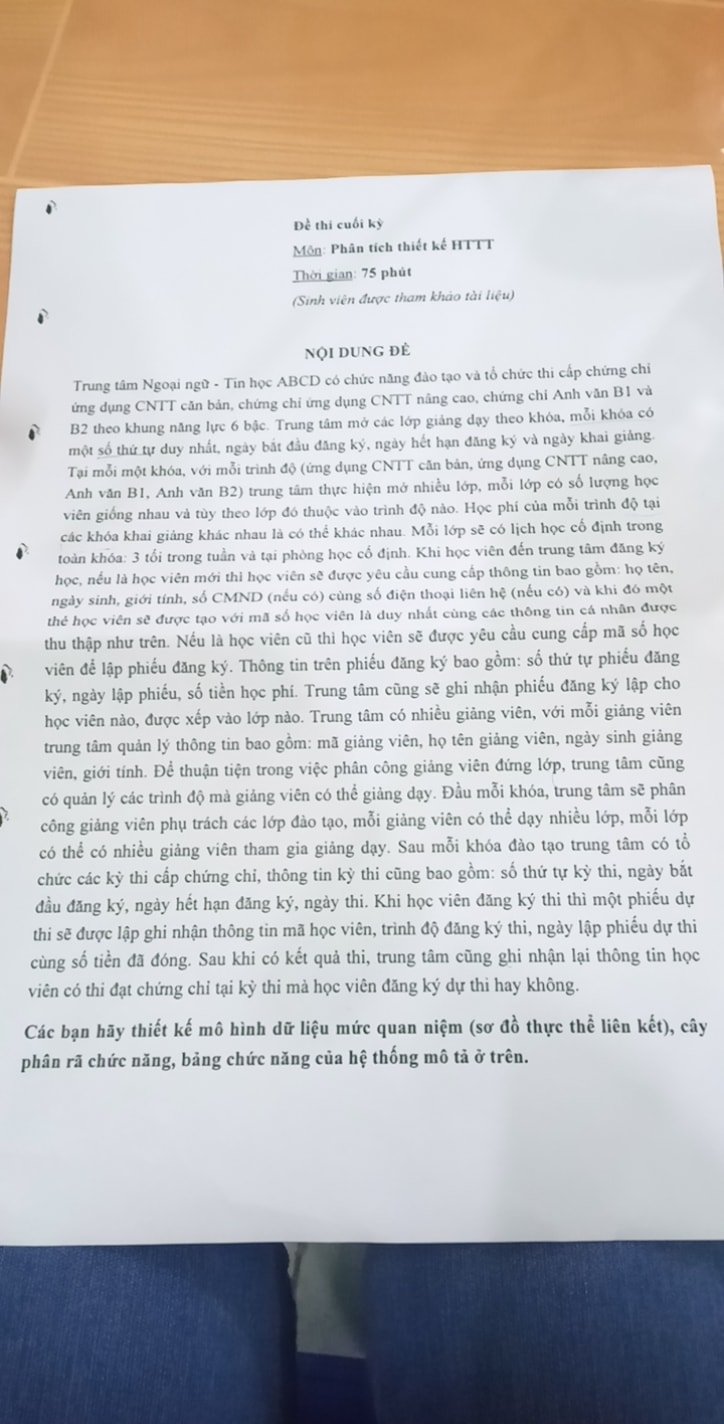 Đề thi cuối kỳ
Môn: Phân tích thiết kế HTTT
Thời gian: 75 phút
(Sinh viên được tham khảo tài liệu)
NỘI DUNG ĐỀ
Trung tâm Ngoại ngữ - Tin học ABCD có chức năng đào tạo và tổ chức thi cấp chứng chỉ
ứng dụng CNTT căn bản, chứng chỉ ứng dụng CNTT nâng cao, chứng chỉ Anh văn B1 và
B2 theo khung năng lực 6 bậc. Trung tâm mở các lớp giảng dạy theo khóa, mỗi khóa có
một số thứ tự duy nhất, ngày bắt đầu đăng ký, ngày hết hạn đăng ký và ngày khai giảng.
Tại mỗi một khóa, với mỗi trình độ (ứng dụng CNTT căn bản, ứng dụng CNTT nâng cao,
Anh văn B1, Anh văn B2) trung tâm thực hiện mở nhiều lớp, mỗi lớp có số lượng học
viên giống nhau và tùy theo lớp đó thuộc vào trình độ nào. Học phí của mỗi trình độ tại
các khóa khai giảng khác nhau là có thể khác nhau. Mỗi lớp sẽ có lịch học cố định trong
toàn khóa: 3 tối trong tuần và tại phòng học cố định. Khi học viên đến trung tâm đăng ký
học, nếu là học viên mới thì học viên sẽ được yêu cầu cung cấp thông tin bao gồm: họ tên,
ngày sinh, giới tính, số CMND (nếu có) cùng số điện thoại liên hệ (nếu có) và khi đó một
thẻ học viên sẽ được tạo với mã số học viên là duy nhất cùng các thông tin cá nhân được
thu thập như trên. Nếu là học viên cũ thì học viên sẽ được yêu cầu cung cấp mã số học
viên để lập phiếu đăng ký. Thông tin trên phiếu đăng ký bao gồm: số thứ tự phiếu đăng
ký, ngày lập phiếu, số tiền học phí. Trung tâm cũng sẽ ghi nhận phiếu đăng ký lập cho
học viên nào, được xếp vào lớp nào. Trung tâm có nhiều giảng viên, với mỗi giảng viên
trung tâm quản lý thông tin bao gồm: mã giảng viên, họ tên giảng viên, ngày sinh giảng
viên, giới tính. Để thuận tiện trong việc phân công giảng viên đứng lớp, trung tâm cũng
có quản lý các trình độ mà giảng viên có thể giảng dạy. Đầu mỗi khóa, trung tâm sẽ phân
công giảng viên phụ trách các lớp đào tạo, mỗi giảng viên có thể dạy nhiều lớp, mỗi lớp
có thể có nhiều giảng viên tham gia giảng dạy. Sau mỗi khóa đào tạo trung tâm có tổ
chức các kỳ thi cấp chứng chỉ, thông tin kỳ thi cũng bao gồm: số thứ tự kỳ thi, ngày bắt
đầu đăng ký, ngày hết hạn đăng ký, ngày thi. Khi học viên đăng ký thi thì một phiếu dự
thi sẽ được lập ghi nhận thông tin mã học viên, trình độ đăng ký thi, ngày lập phiếu dự thi
cùng số tiền đã đóng. Sau khi có kết quả thi, trung tâm cũng ghi nhận lại thông tin học
viên có thi đạt chứng chỉ tại kỳ thi mà học viên đăng ký dự thi hay không.
Các bạn hãy thiết kế mô hình dữ liệu mức quan niệm (sơ đồ thực thể liên kết), cây
phân rã chức năng, bảng chức năng của hệ thống mô tả ở trên.